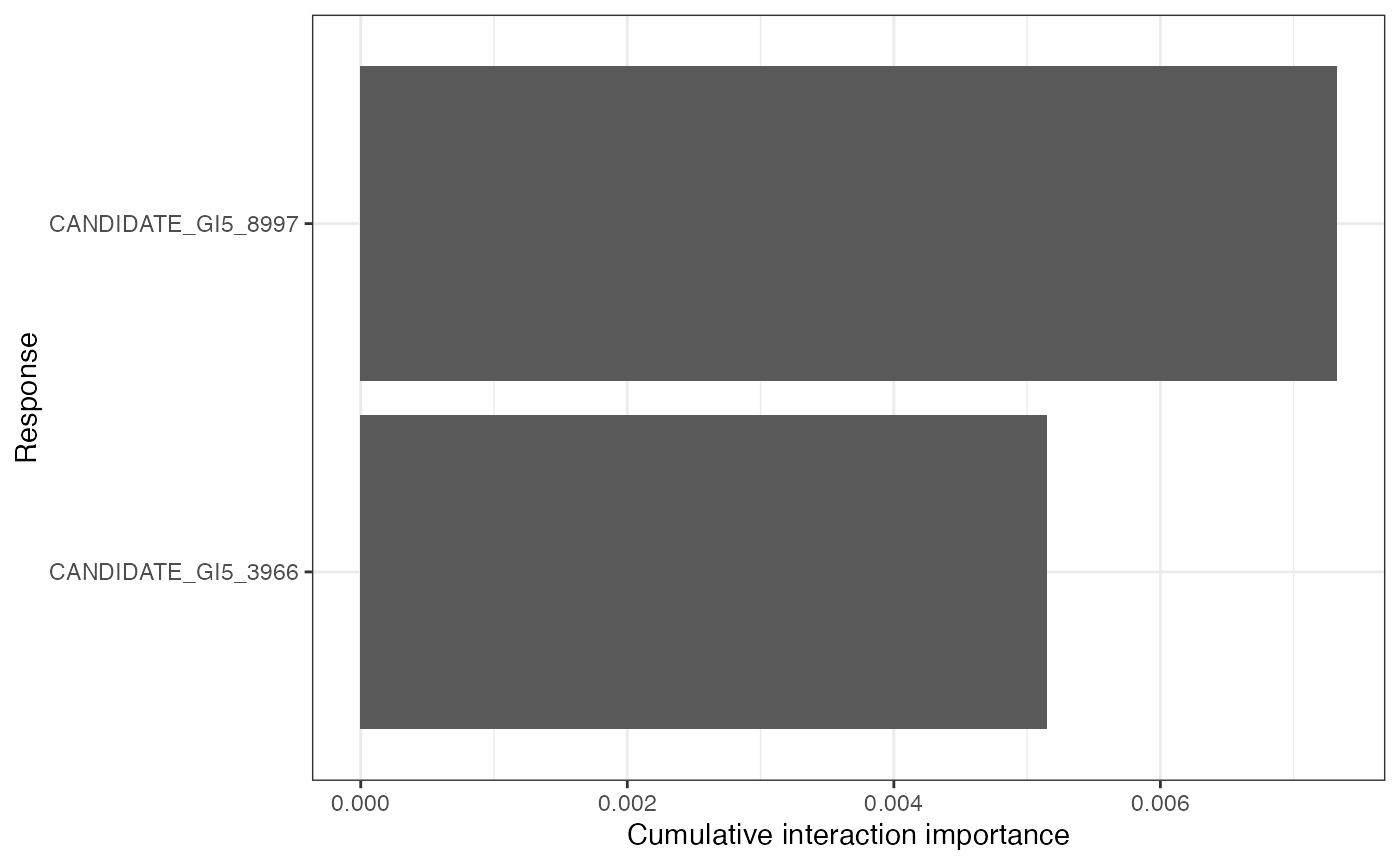 Response
CANDIDATE_GI5_8997
CANDIDATE_GI5_3966
0.000 0.002 0.004 0.006
Cumulative interaction importance